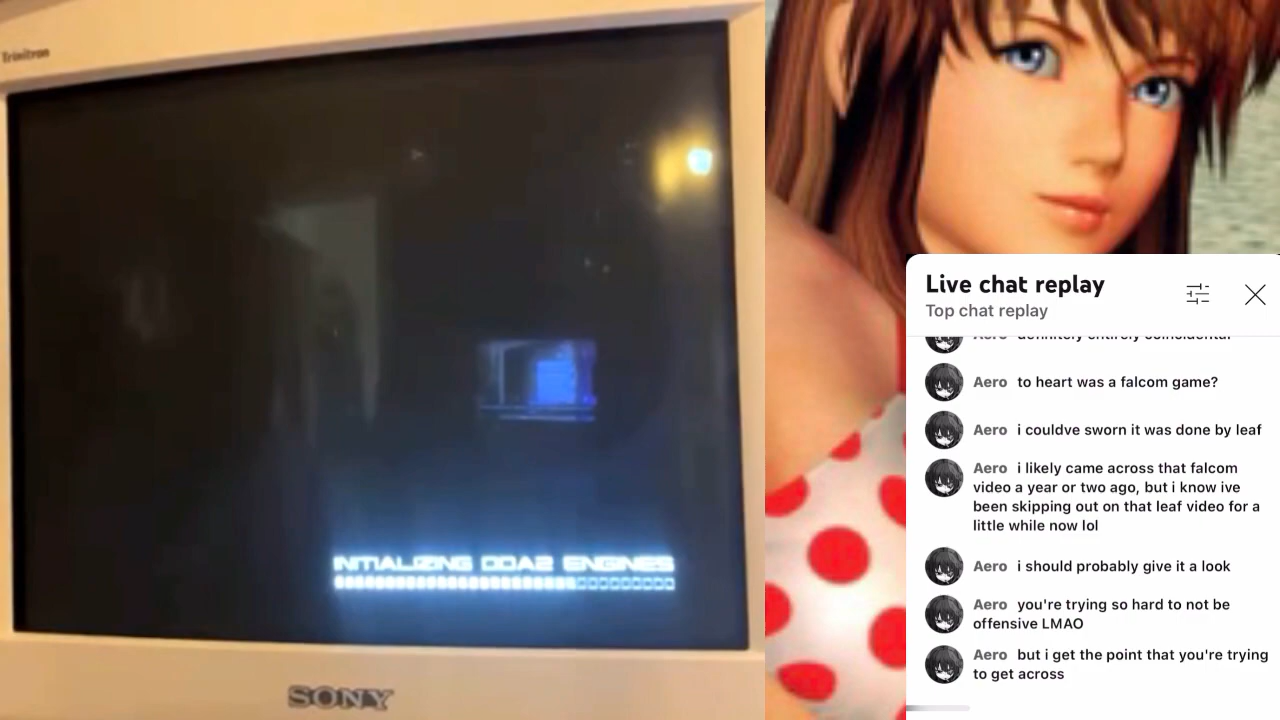 Trinitron
INITIALIZING DOA2 ENGINES
SONY
Live chat replay
Top chat replay
Aero definitely entirely coincidental
Aero to heart was a falcom game?
Aero i couldve sworn it was done by leaf
Aero i likely came across that falcom
video a year or two ago, but i know ive
been skipping out on that leaf video for a
little while now lol
Aero i should probably give it a look
Aero you're trying so hard to not be
offensive LMAO
Aero but i get the point that you're trying
to get across